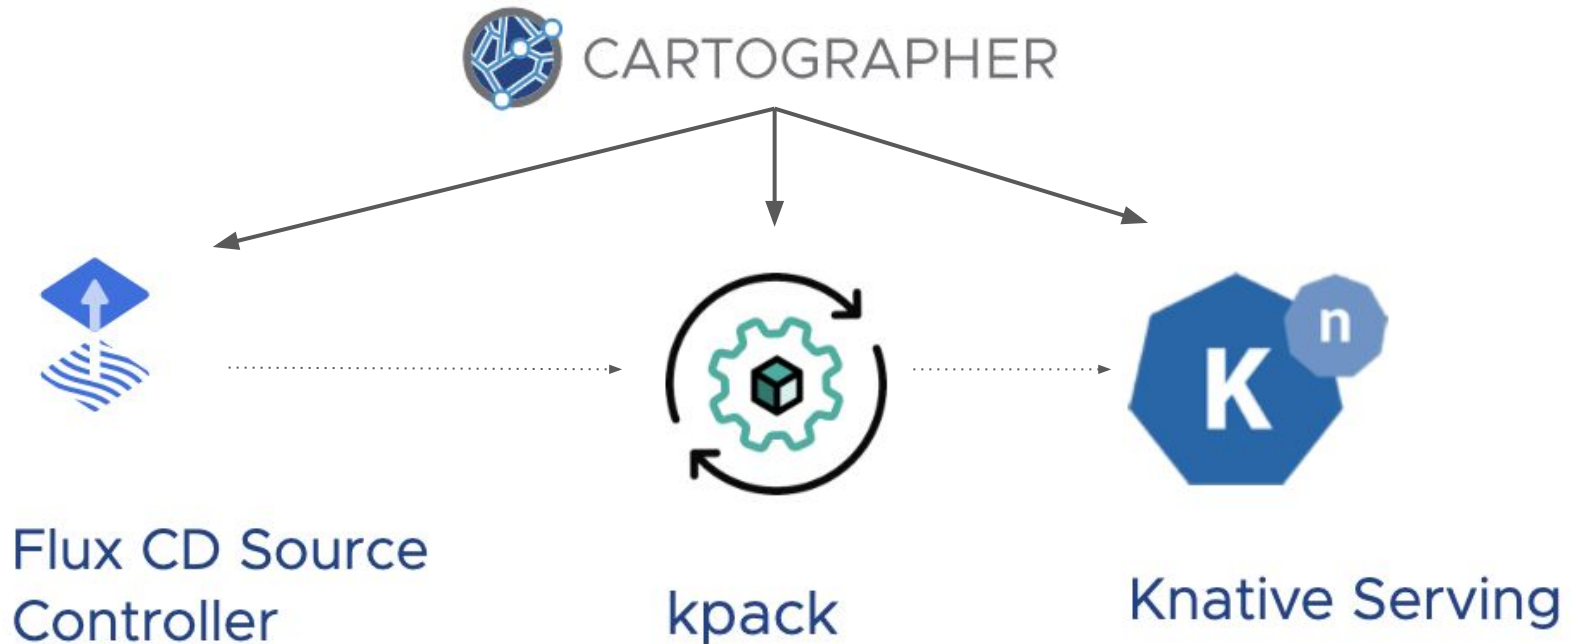 CARTOGRAPHER
K
n
Flux CD Source
Controller
kpack
Knative Serving